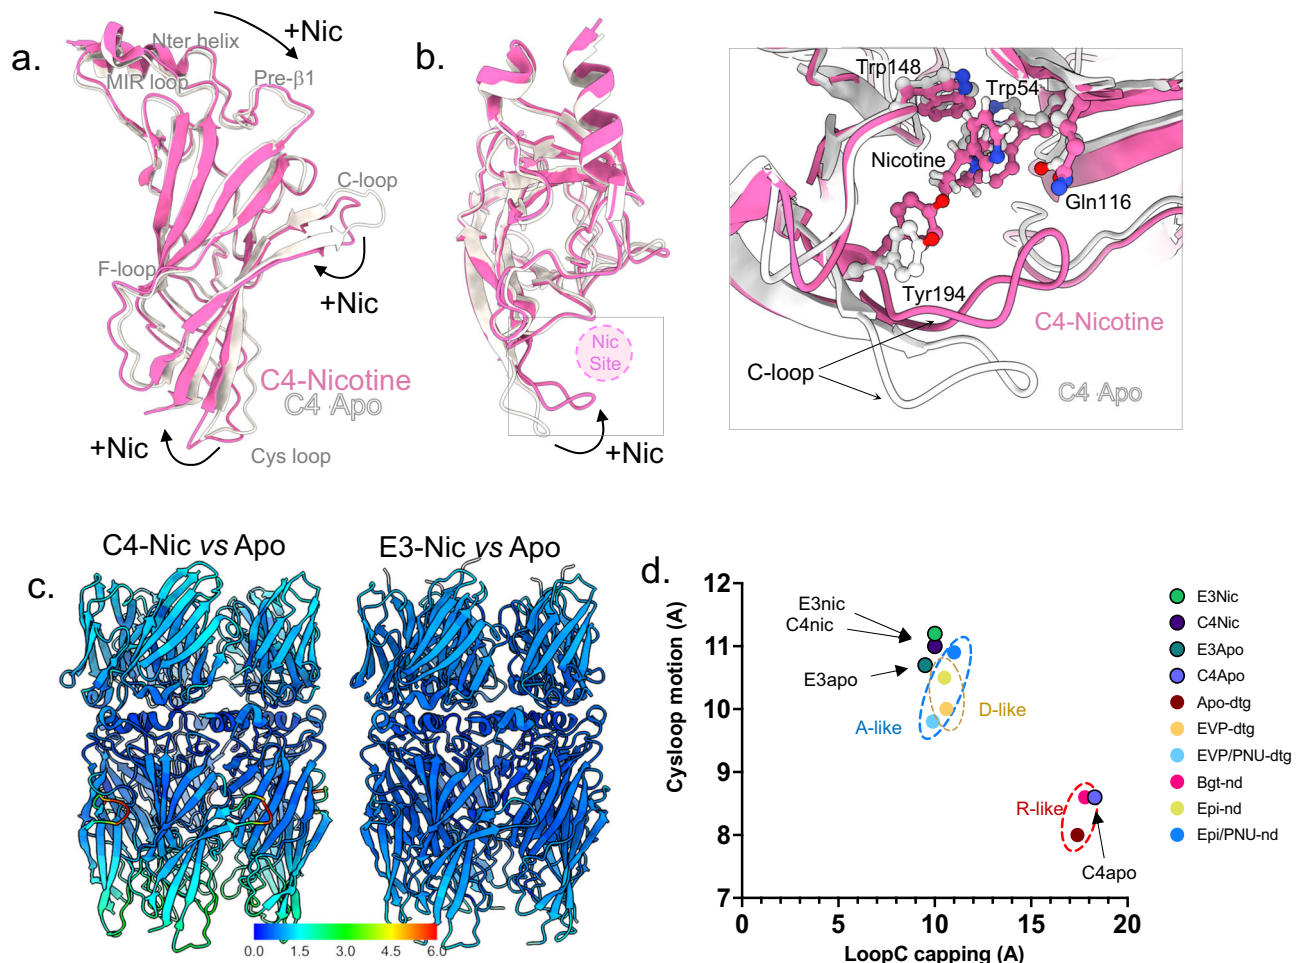 a.
Nter helix
+Nic
MIR loop
Pre-β1
C-loop
F-loop
+Nic
C4-Nicotine
C4 Apo
+Nic
Cys loop
b.
Nic
Site
+Nic
Trp148
Trp54
Nicotine
Gln116
Tyr194
C4-Nicotine
C-loop
C4 Apo
c.
C4-Nic vs Apo
E3-Nic vs Apo
0.0 1.5 3.0 4.5 6.0
d.
Cysloop motion (A)
12
11
10
9
8
7
0 5 10 15 20
LoopC capping (A)
E3nic
C4nic
E3apo
A-like
D-like
R-like
C4apo
E3Nic
C4Nic
E3Apo
C4Apo
Apo-dtg
EVP-dtg
EVP/PNU-dtg
Bgt-nd
Epi-nd
Epi/PNU-nd